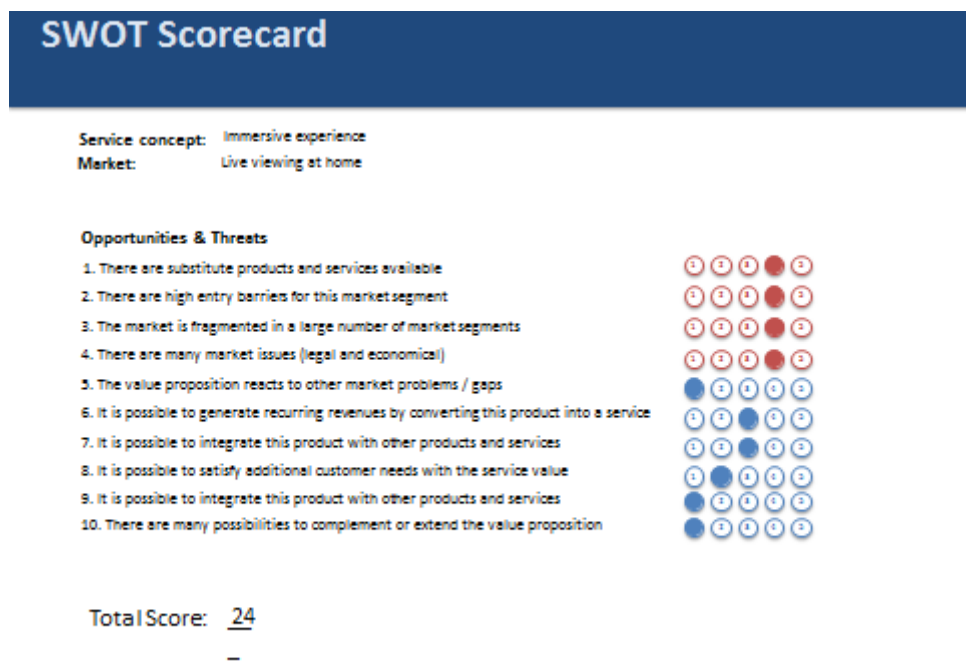 SWOT Scorecard
Service concept: Immersive experience
Market: Live viewing at home
Opportunities & Threats
1. There are substitute products and services available
2. There are high entry barriers for this market segment
3. The market is fragmented in a large number of market segments
4. There are many market issues (legal and economical)
5. The value proposition reacts to other market problems / gaps
6. It is possible to generate recurring revenues by converting this product into a service
7. It is possible to integrate this product with other products and services
8. It is possible to satisfy additional customer needs with the service value
9. It is possible to integrate this product with other products and services
10. There are many possibilities to complement or extend the value proposition
Total Score: 24